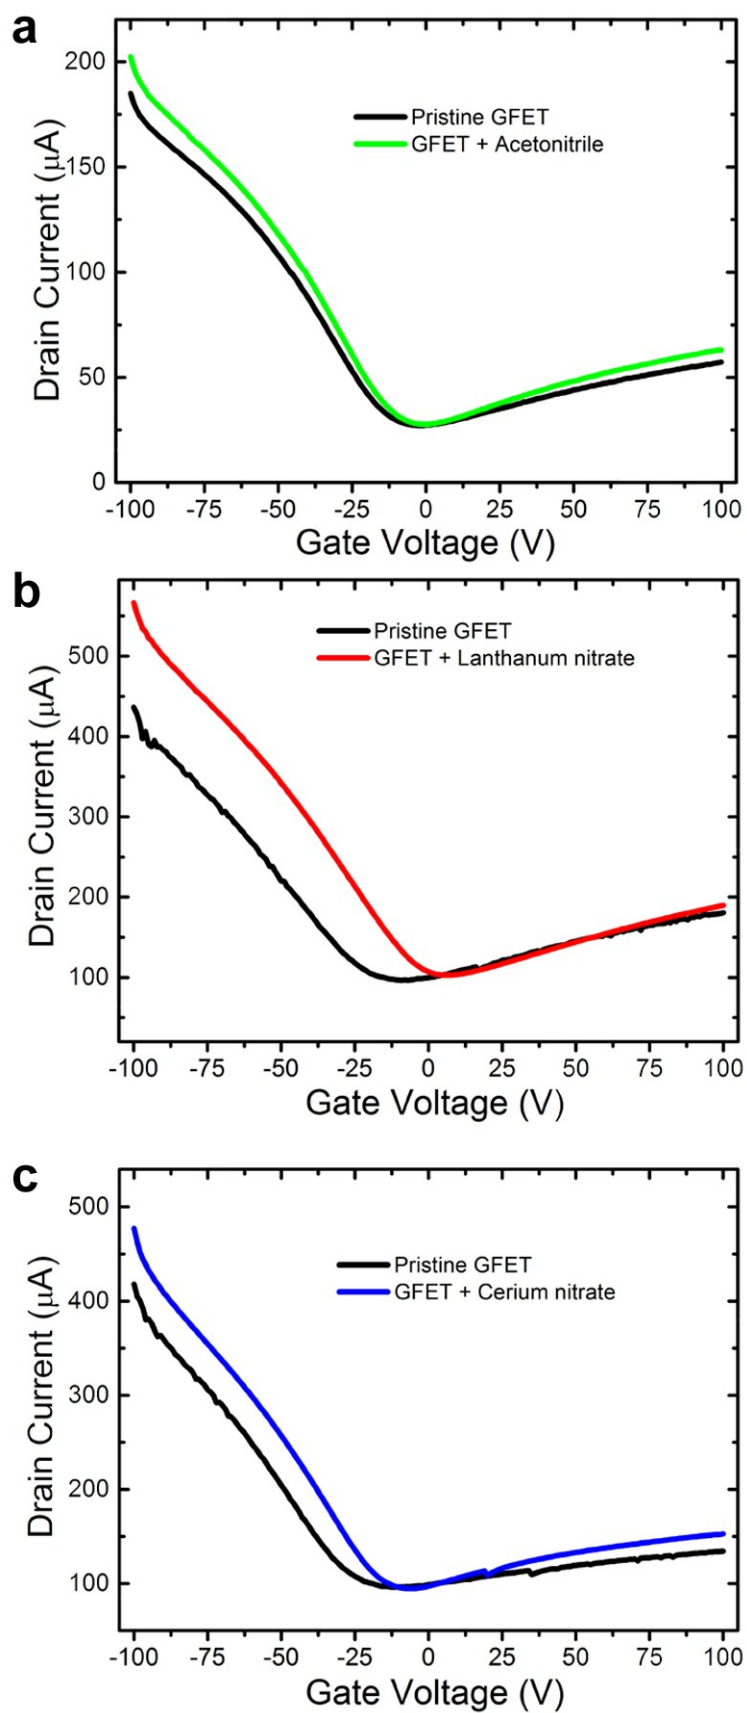 a
200
150
100
50
0
Drain Current (μA)
Pristine GFET
GFET + Acetonitrile
-100 -75 -50 -25 0 25 50 75 100
Gate Voltage (V)
b
500
400
300
200
100
Drain Current (μA)
Pristine GFET
GFET + Lanthanum nitrate
-100 -75 -50 -25 0 25 50 75 100
Gate Voltage (V)
c
500
400
300
200
100
Drain Current (μA)
Pristine GFET
GFET + Cerium nitrate
-100 -75 -50 -25 0 25 50 75 100
Gate Voltage (V)